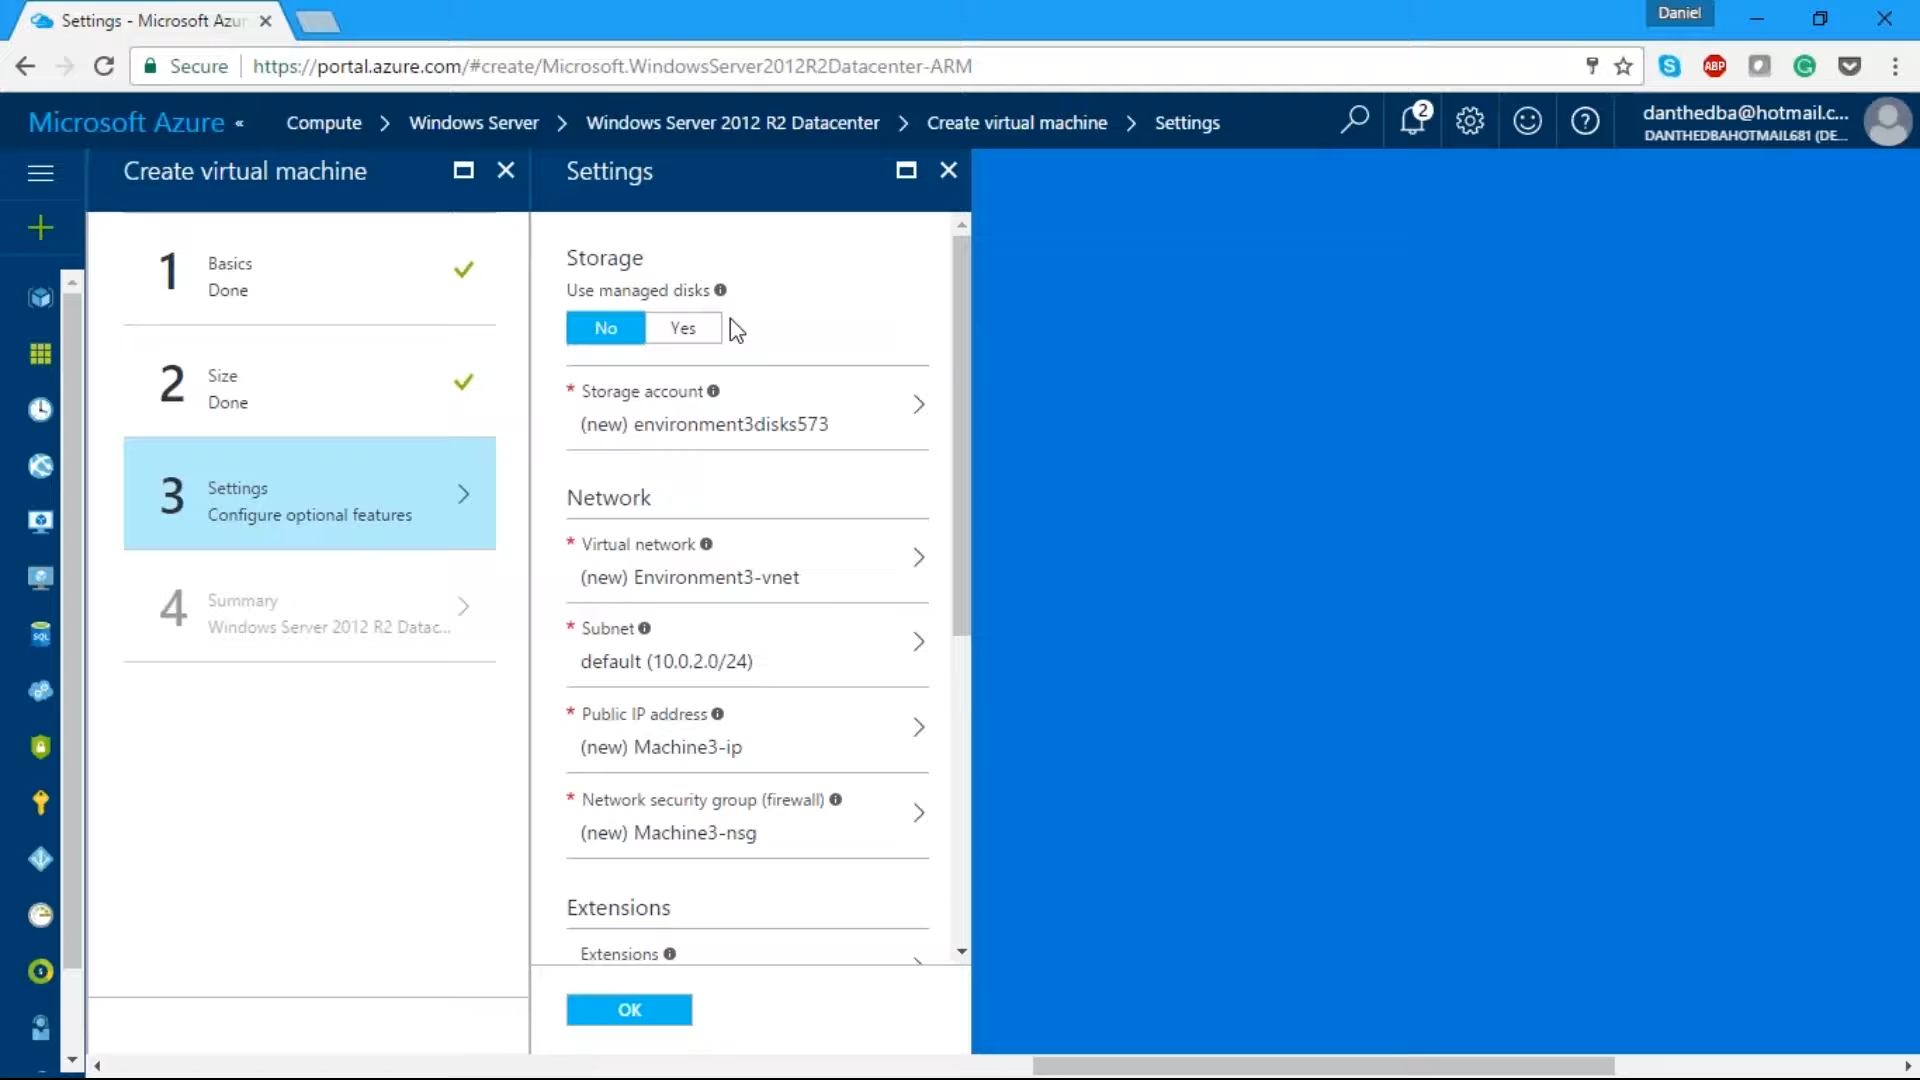 Settings - Microsoft Azur
Daniel
Secure
https://portal.azure.com/#create/Microsoft.WindowsServer2012R2Datacenter-ARM
ABP
Microsoft Azure «
Compute > Windows Server > Windows Server 2012 R2 Datacenter > Create virtual machine > Settings
2
danthedba@hotmail.c...
DANTHEDBAHOTMAIL681 (DE...
Create virtual machine
1
Basics
Done
2
Size
Done
3
Settings
Configure optional features
4
Summary
Windows Server 2012 R2 Datac...
Settings
Storage
Use managed disks
No
Yes
* Storage account
(new) environment3disks573
Network
* Virtual network
(new) Environment3-vnet
* Subnet
default (10.0.2.0/24)
* Public IP address
(new) Machine3-ip
* Network security group (firewall)
(new) Machine3-nsg
Extensions
Extensions
OK
SQL